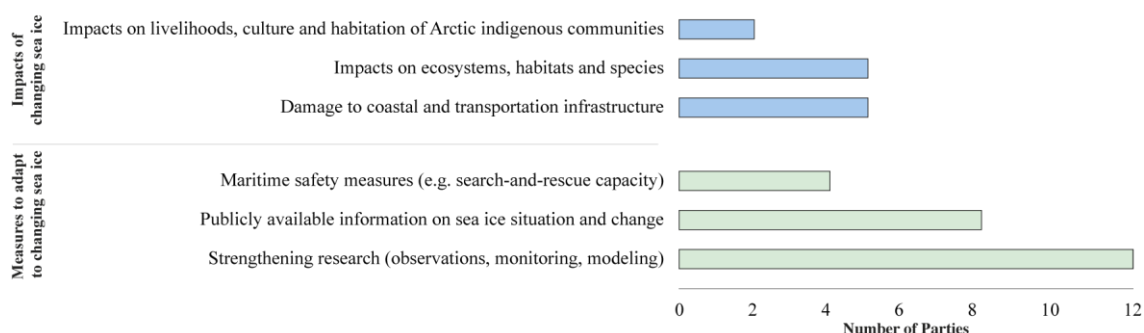 Impacts of
changing sea ice
Impacts on livelihoods, culture and habitation of Arctic indigenous communities
Impacts on ecosystems, habitats and species
Damage to coastal and transportation infrastructure
Measures to adapt
to changing sea ice
Maritime safety measures (e.g. search-and-rescue capacity)
Publicly available information on sea ice situation and change
Strengthening research (observations, monitoring, modeling)
0 2 4 6 8 10 12
Number of Parties